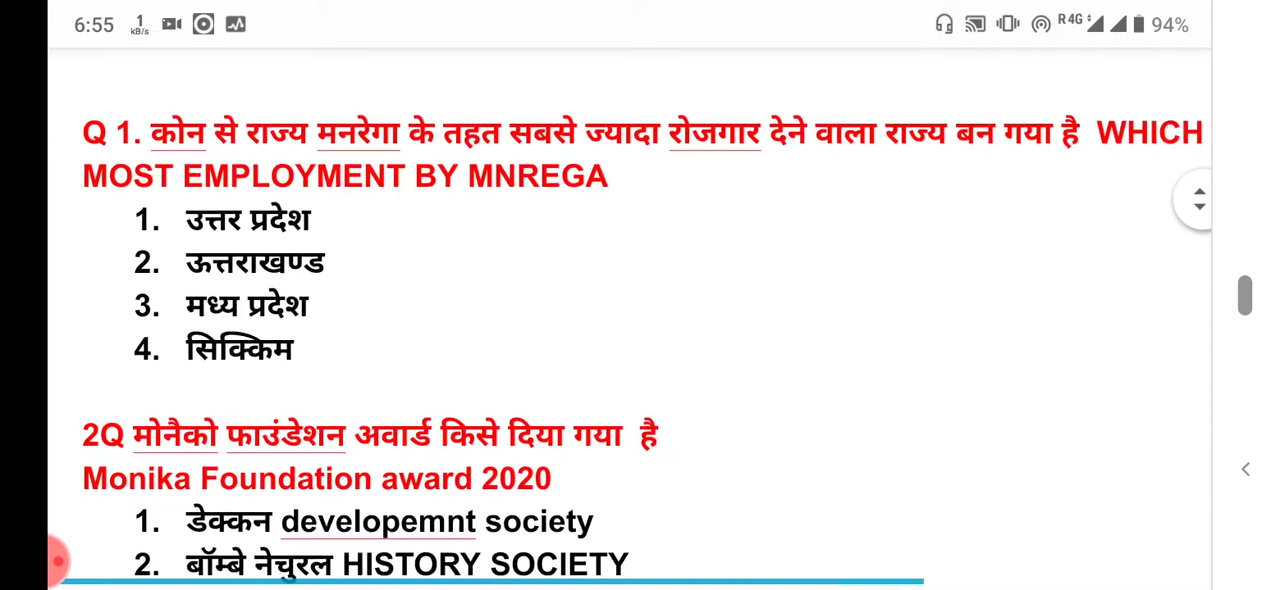 6:55 1 kB/s R 4G 94%
Q 1. कोन से राज्य मनरेगा के तहत सबसे ज्यादा रोजगार देने वाला राज्य बन गया है WHICH
MOST EMPLOYMENT BY MNREGA
1. उत्तर प्रदेश
2. ऊत्तराखण्ड
3. मध्य प्रदेश
4. सिक्किम
2Q मोनैको फाउंडेशन अवार्ड किसे दिया गया है
Monika Foundation award 2020
1. डेक्कन developemnt society
2. बॉम्बे नेचुरल HISTORY SOCIETY